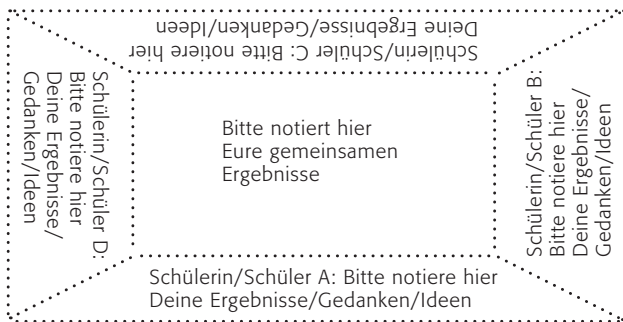 Schülerin/Schüler C: Bitte notiere hier
Deine Ergebnisse/Gedanken/Ideen
Schülerin/Schüler D:
Bitte notiere hier
Deine Ergebnisse/
Gedanken/Ideen
Bitte notiert hier
Eure gemeinsamen
Ergebnisse
Schülerin/Schüler B:
Bitte notiere hier
Deine Ergebnisse/
Gedanken/Ideen
Schülerin/Schüler A: Bitte notiere hier
Deine Ergebnisse/Gedanken/Ideen